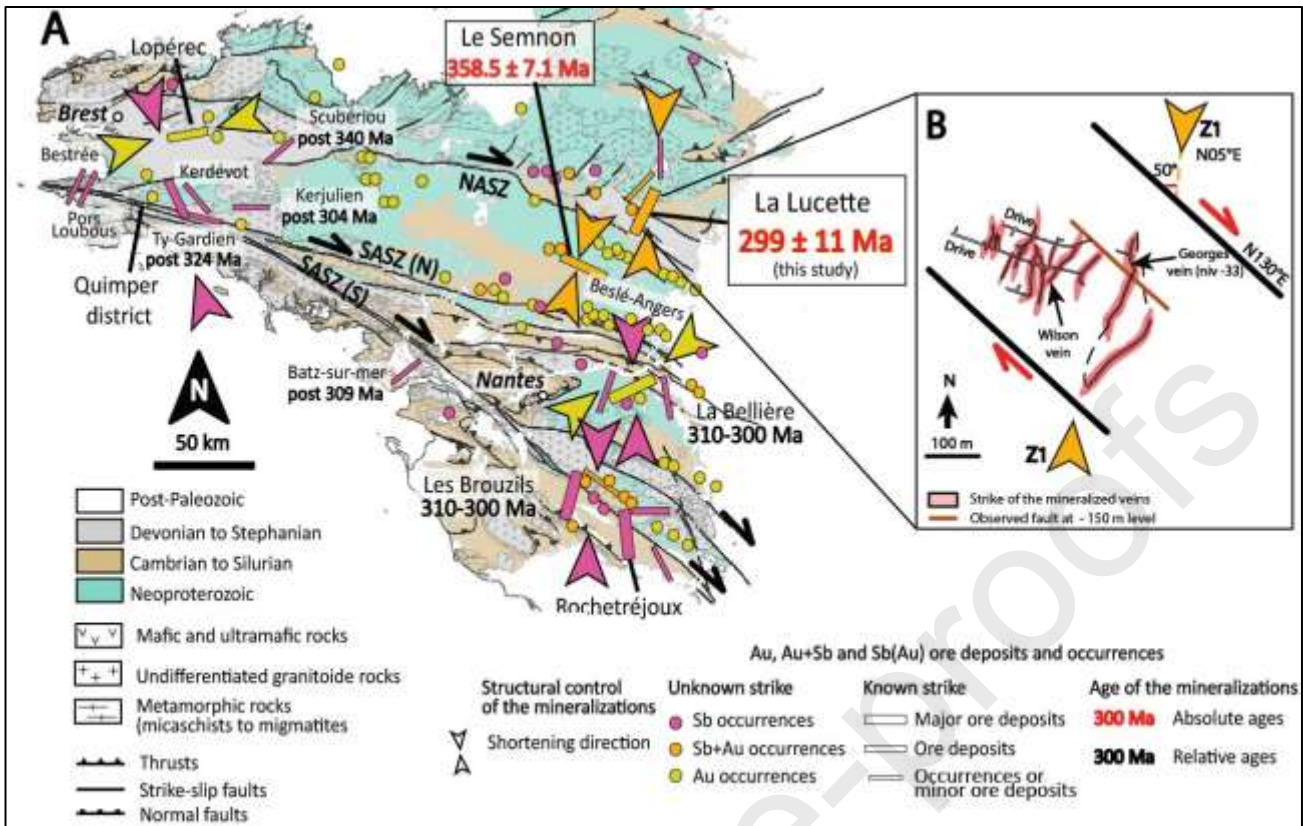 A
Lopérec
Le Semnon
358.5 ± 7.1 Ma
Brest
Scubériou
post 340 Ma
Bestrée
Kerdévot
NASZ
Kerjulien
post 304 Ma
Pors
Loubous
Ty-Gardien
post 324 Ma
Quimper
district
SASZ (N)
SASZ (S)
La Lucette
299 ± 11 Ma
(this study)
Beslé-Angers
Batz-sur-mer
post 309 Ma
Nantes
La Bellière
310-300 Ma
Les Brouzils
310-300 Ma
Rochetréjoux
N
50 km
B
Z1
N05°E
50°
Drive
Drive
Georges
vein (niv -33)
N130°E
Wilson
vein
N
100 m
Z1
Strike of the mineralized veins
Observed fault at - 150 m level
Post-Paleozoic
Devonian to Stephanian
Cambrian to Silurian
Neoproterozoic
Mafic and ultramafic rocks
Undifferentiated granitoide rocks
Metamorphic rocks
(micaschists to migmatites
Thrusts
Strike-slip faults
Normal faults
Au, Au+Sb and Sb(Au) ore deposits and occurrences
Structural control
of the mineralizations
Shortening direction
Unknown strike
Sb occurrences
Sb+Au occurrences
Au occurrences
Known strike
Major ore deposits
Ore deposits
Occurrences or
minor ore deposits
Age of the mineralizations
300 Ma Absolute ages
300 Ma Relative ages
e-proofs